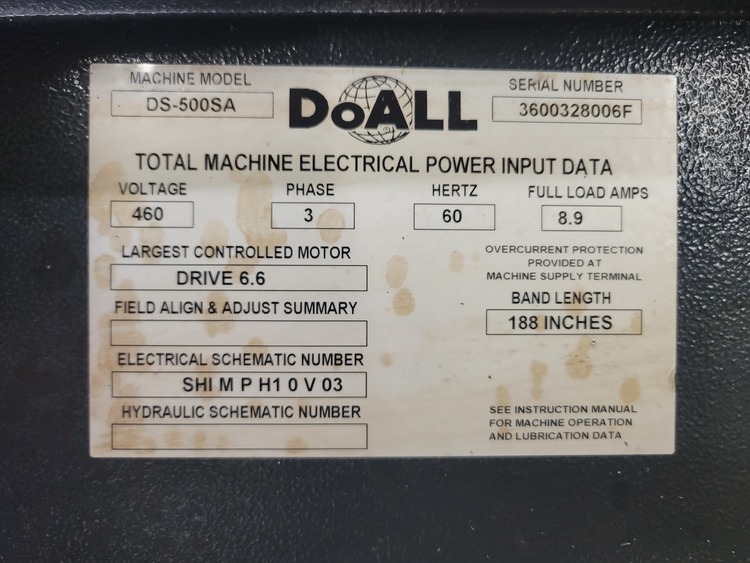 MACHINE MODEL
DS-500SA
DoALL
SERIAL NUMBER
3600328006F
TOTAL MACHINE ELECTRICAL POWER INPUT DATA
VOLTAGE
460
PHASE
3
HERTZ
60
FULL LOAD AMPS
8.9
LARGEST CONTROLLED MOTOR
DRIVE 6.6
FIELD ALIGN & ADJUST SUMMARY
ELECTRICAL SCHEMATIC NUMBER
SHI M P H1 0 V 03
HYDRAULIC SCHEMATIC NUMBER
OVERCURRENT PROTECTION
PROVIDED AT
MACHINE SUPPLY TERMINAL
BAND LENGTH
188 INCHES
SEE INSTRUCTION MANUAL
FOR MACHINE OPERATION
AND LUBRICATION DATA